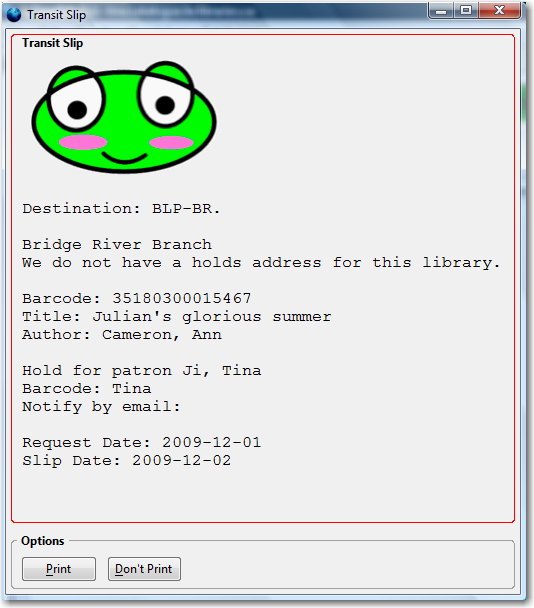 Transit Slip
Transit Slip
Destination: BLP-BR.
Bridge River Branch
We do not have a holds address for this library.
Barcode: 35180300015467
Title: Julian's glorious summer
Author: Cameron, Ann
Hold for patron Ji, Tina
Barcode: Tina
Notify by email:
Request Date: 2009-12-01
Slip Date: 2009-12-02
Options
Print
Don't Print